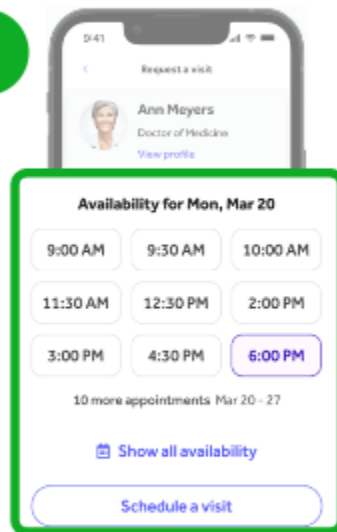 9:41
Request a visit
Ann Meyers
Doctor of Medicine
View profile
Availability for Mon, Mar 20
9:00 AM 9:30 AM 10:00 AM
11:30 AM 12:30 PM 2:00 PM
3:00 PM 4:30 PM 6:00 PM
10 more appointments Mar 20 - 27
Show all availability
Schedule a visit